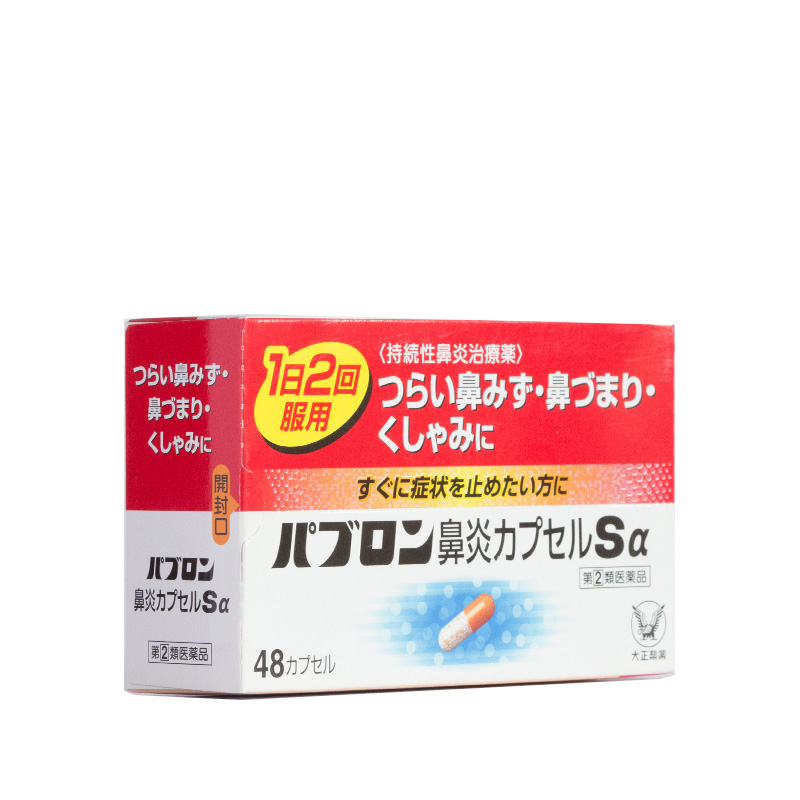 つらい鼻みず・
鼻づまり・
くしゃみに
開封口
パブロン
鼻炎カプセルSα
指②類医薬品
1日2回
服用
〈持続性鼻炎治療薬〉
つらい鼻みず・鼻づまり・
くしゃみに
すぐに症状を止めたい方に
パブロン鼻炎カプセルSα
指②類医薬品
48カプセル
大正製薬